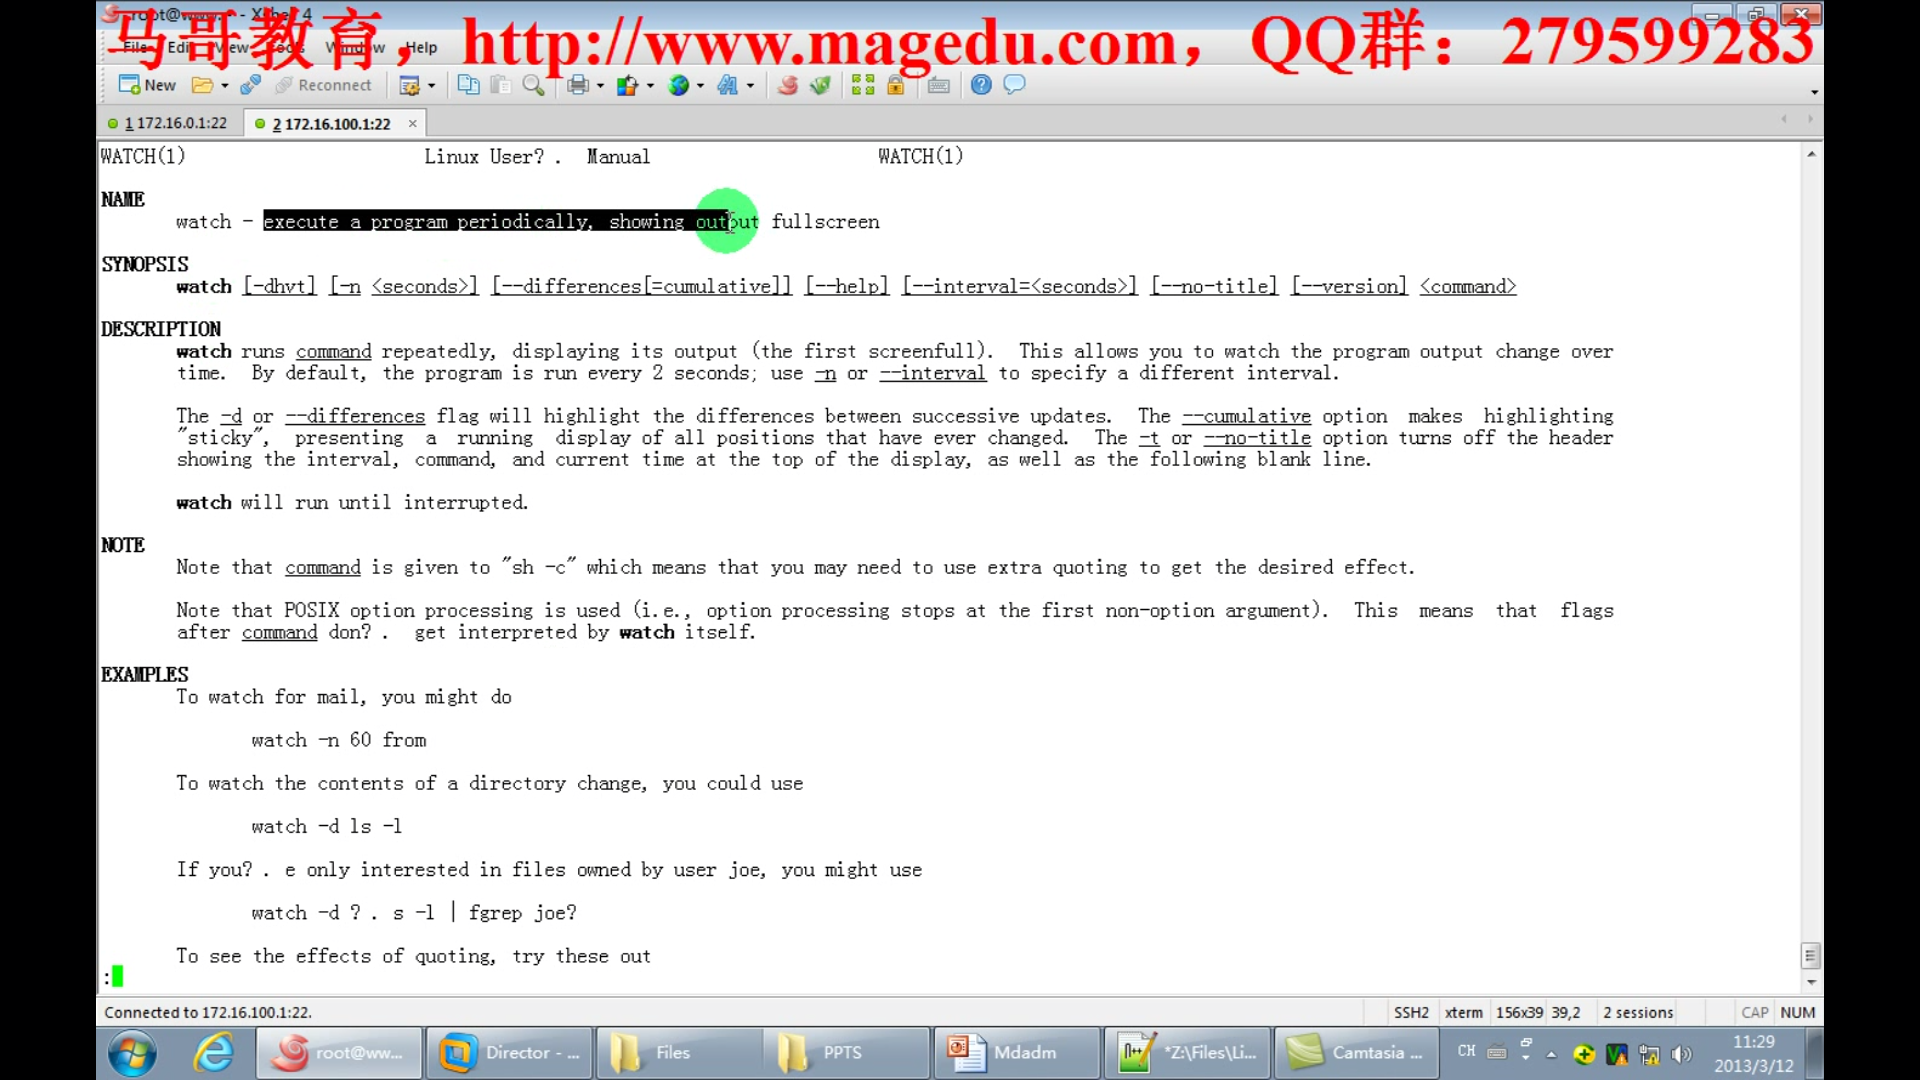 root@www... - Xshell 4
马哥教育，http://www.magedu.com，QQ群：279599283
File Edit View Tools Window Help
New Reconnect
1 172.16.0.1:22 2 172.16.100.1:22
WATCH(1) Linux User? . Manual WATCH(1)
NAME
watch - execute a program periodically, showing output fullscreen
SYNOPSIS
watch [-dhvt] [-n <seconds>] [--differences[=cumulative]] [--help] [--interval=<seconds>] [--no-title] [--version] <command>
DESCRIPTION
watch runs command repeatedly, displaying its output (the first screenfull). This allows you to watch the program output change over
time. By default, the program is run every 2 seconds; use -n or --interval to specify a different interval.
The -d or --differences flag will highlight the differences between successive updates. The --cumulative option makes highlighting
"sticky", presenting a running display of all positions that have ever changed. The -t or --no-title option turns off the header
showing the interval, command, and current time at the top of the display, as well as the following blank line.
watch will run until interrupted.
NOTE
Note that command is given to "sh -c" which means that you may need to use extra quoting to get the desired effect.
Note that POSIX option processing is used (i.e., option processing stops at the first non-option argument). This means that flags
after command don? . get interpreted by watch itself.
EXAMPLES
To watch for mail, you might do
watch -n 60 from
To watch the contents of a directory change, you could use
watch -d ls -l
If you? . e only interested in files owned by user joe, you might use
watch -d ? . s -l | fgrep joe?
To see the effects of quoting, try these out
:
Connected to 172.16.100.1:22. SSH2 xterm 156x39 39,2 2 sessions CAP NUM
root@ww... Director - ... Files PPTS Mdadm *Z:\Files\Li... Camtasia ... CH 11:29
2013/3/12